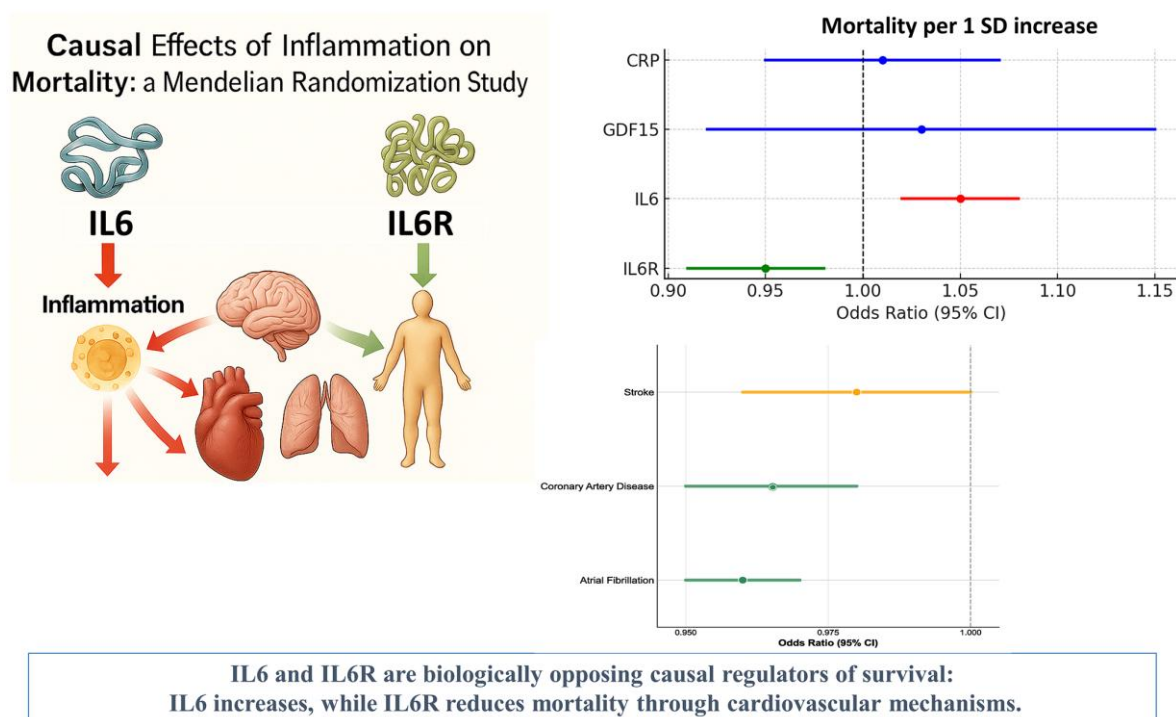 Causal Effects of Inflammation on
Mortality: a Mendelian Randomization Study
IL6
IL6R
Inflammation
Mortality per 1 SD increase
CRP
GDF15
IL6
IL6R
0.90 0.95 1.00 1.05 1.10 1.15
Odds Ratio (95% CI)
Stroke
Coronary Artery Disease
Atrial Fibrillation
0.950 0.975 1.000
Odds Ratio (95% CI)
IL6 and IL6R are biologically opposing causal regulators of survival:
IL6 increases, while IL6R reduces mortality through cardiovascular mechanisms.